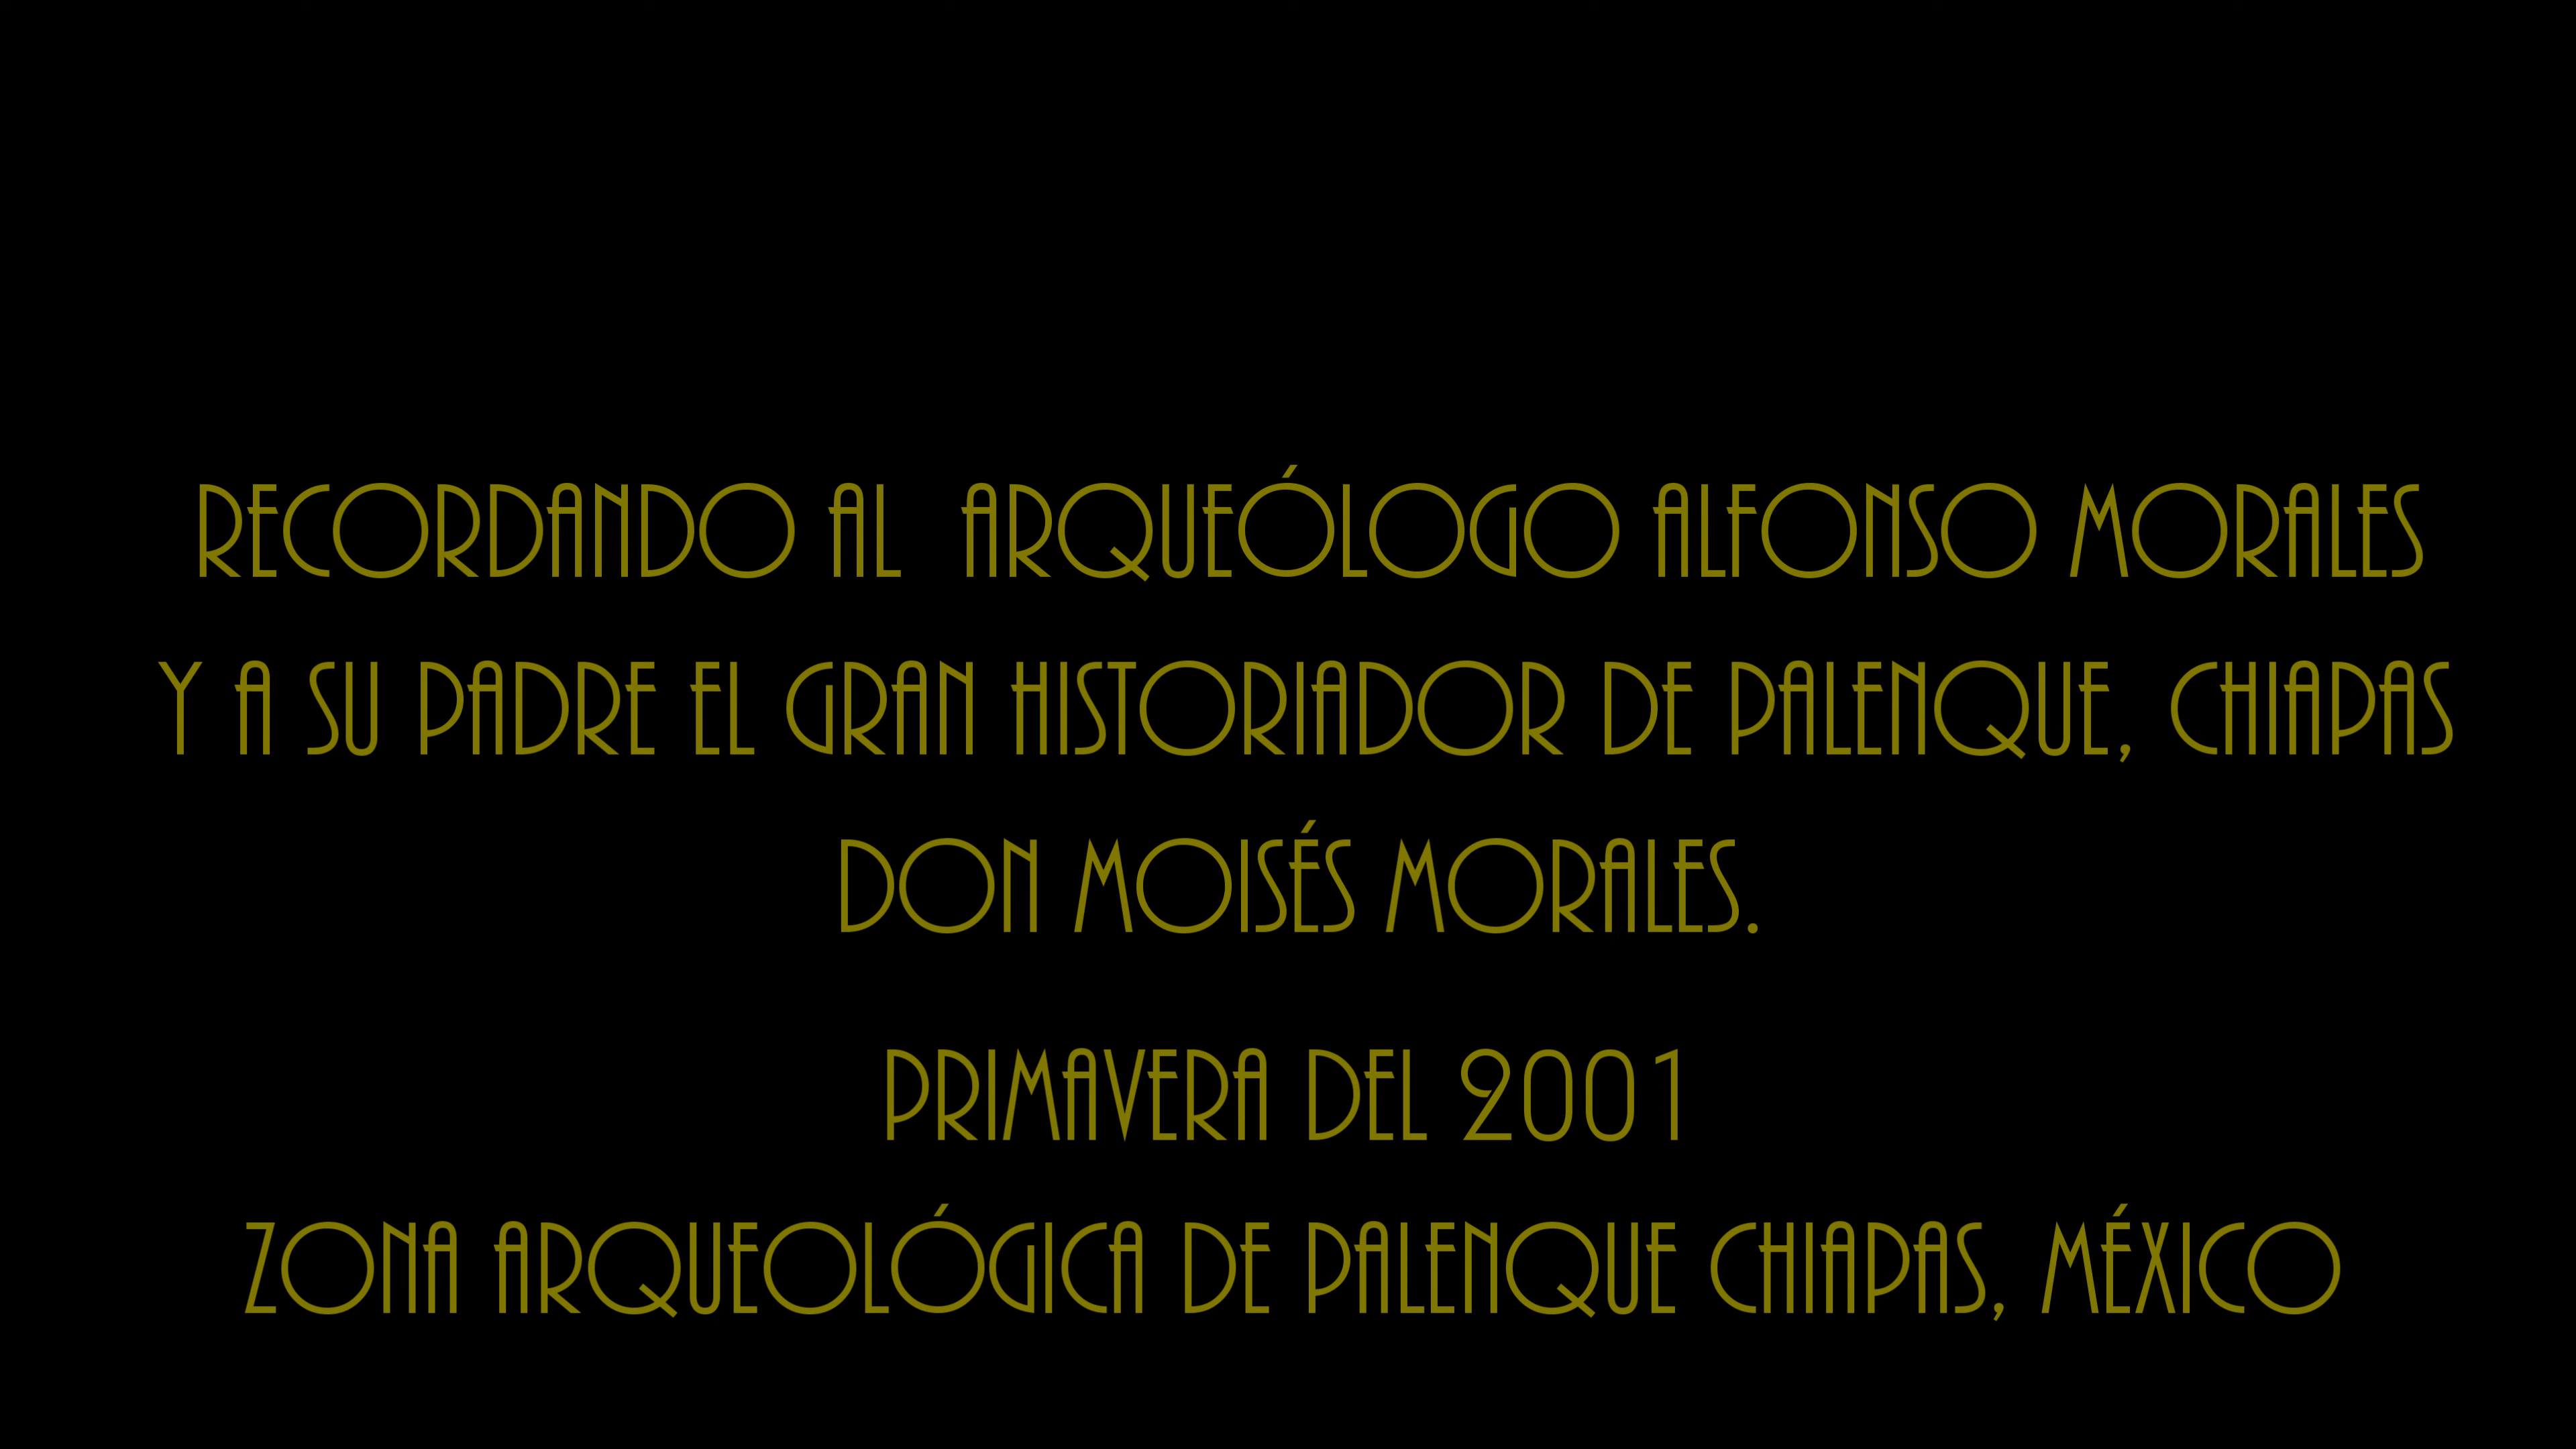 RECORDANDO AL ARQUEÓLOGO ALFONSO MORALES
Y A SU PADRE EL GRAN HISTORIADOR DE PALENQUE, CHIAPAS
DON MOISÉS MORALES.
PRIMAVERA DEL 2001
ZONA ARQUEOLÓGICA DE PALENQUE CHIAPAS, MÉXICO